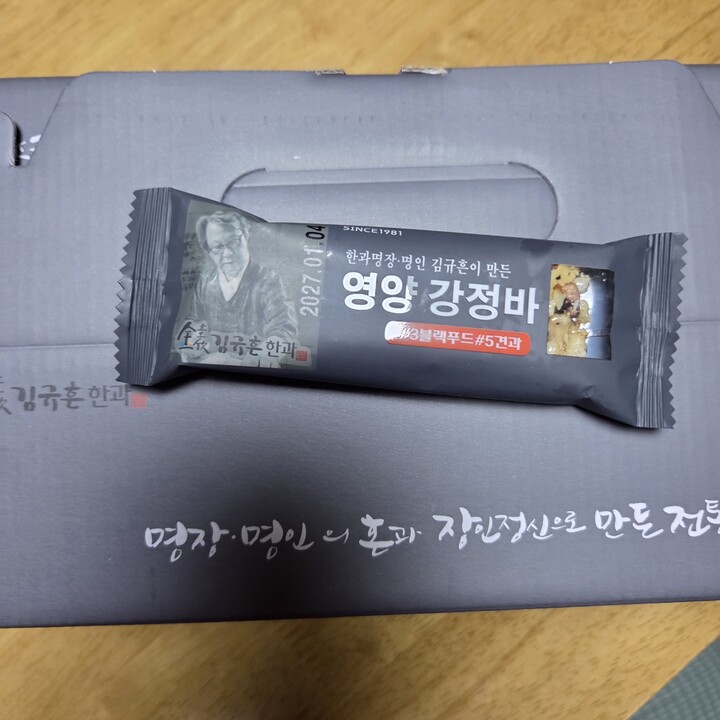 SINCE1981
한과명장·명인 김규흔이 만든
영양 강정바
3블랙푸드#5견과
2027.01.04
김규흔 한과
김규흔 한과
명장·명인의 혼과 장인정신으로 만든 전통